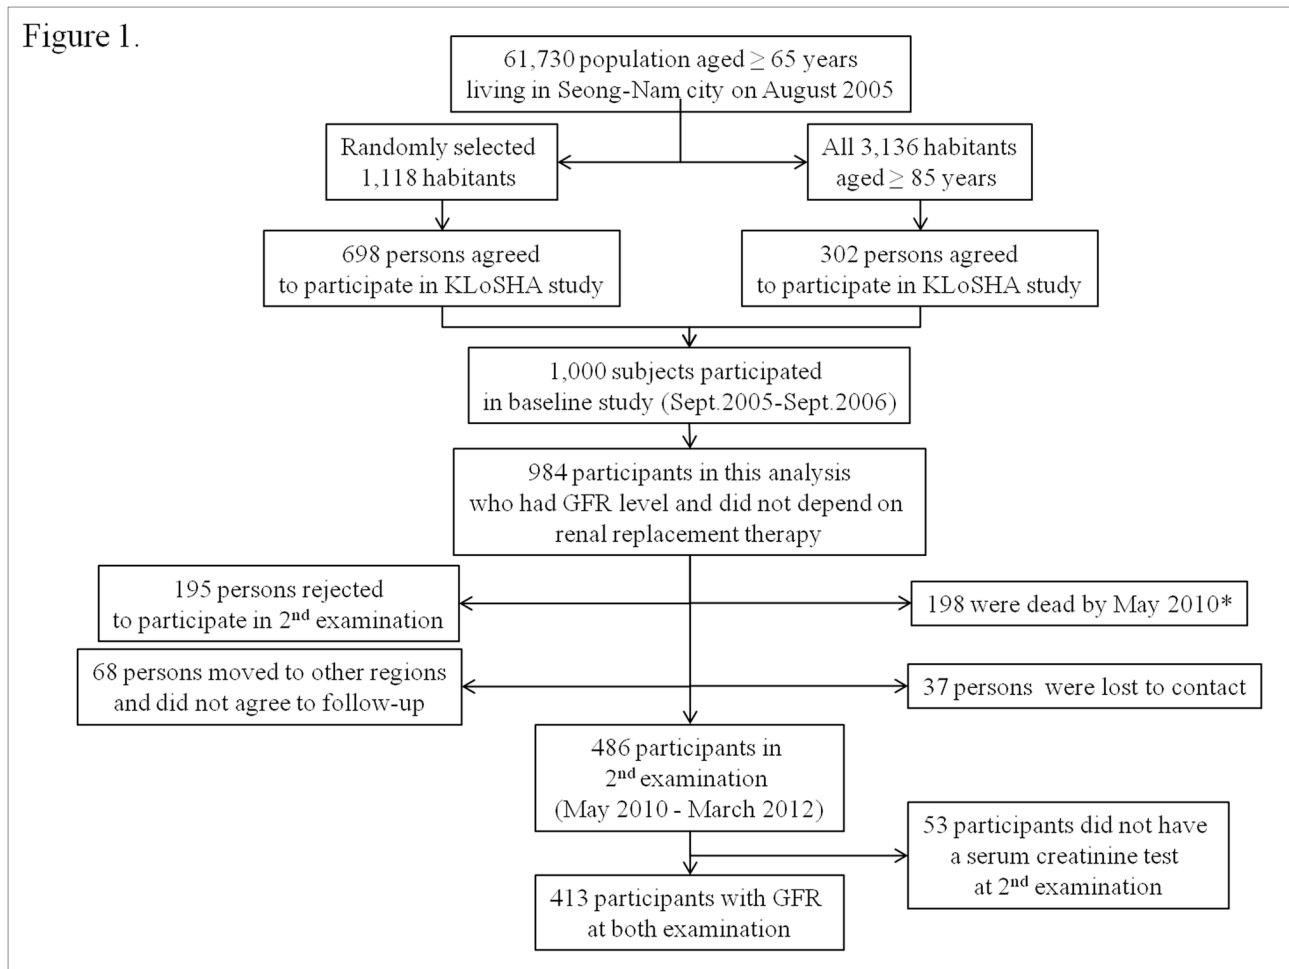 Figure 1.
61,730 population aged ≥ 65 years
living in Seong-Nam city on August 2005
Randomly selected
1,118 habitants
All 3,136 habitants
aged ≥ 85 years
698 persons agreed
to participate in KLoSHA study
302 persons agreed
to participate in KLoSHA study
1,000 subjects participated
in baseline study (Sept.2005-Sept.2006)
984 participants in this analysis
who had GFR level and did not depend on
renal replacement therapy
195 persons rejected
to participate in 2nd examination
198 were dead by May 2010*
68 persons moved to other regions
and did not agree to follow-up
37 persons were lost to contact
486 participants in
2nd examination
(May 2010 - March 2012)
53 participants did not have
a serum creatinine test
at 2nd examination
413 participants with GFR
at both examination